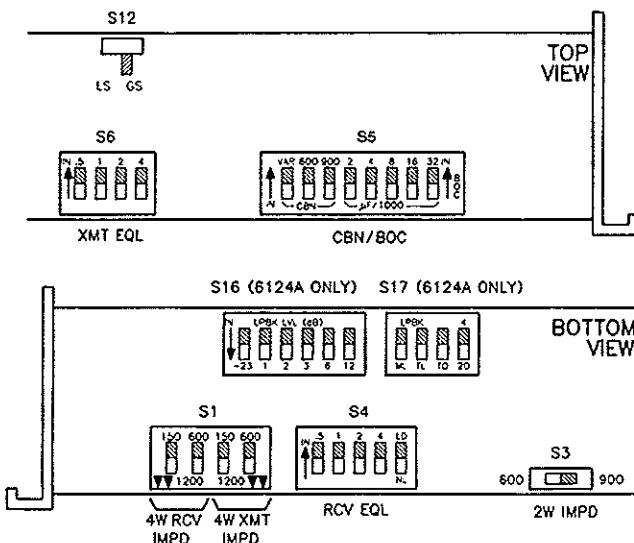 S12
TOP
VIEW
LS GS
S6
S5
IN .5 1 2 4
VAR 600 900 2 4 8 16 32 IN
IN
CBN
µF/1000
BOC
XMT EQL
CBN/BOC
S16 (6124A ONLY)
S17 (6124A ONLY)
BOTTOM
VIEW
IN LPBK LVL (dB)
-23 1 2 3 6 12
LPBK 4
TL TO 20
S1
S4
S3
150 600 150 600
1200 1200
IN .5 1 2 4 LD
NL
600 900
4W RCV
IMPD
4W XMT
IMPD
RCV EQL
2W IMPD